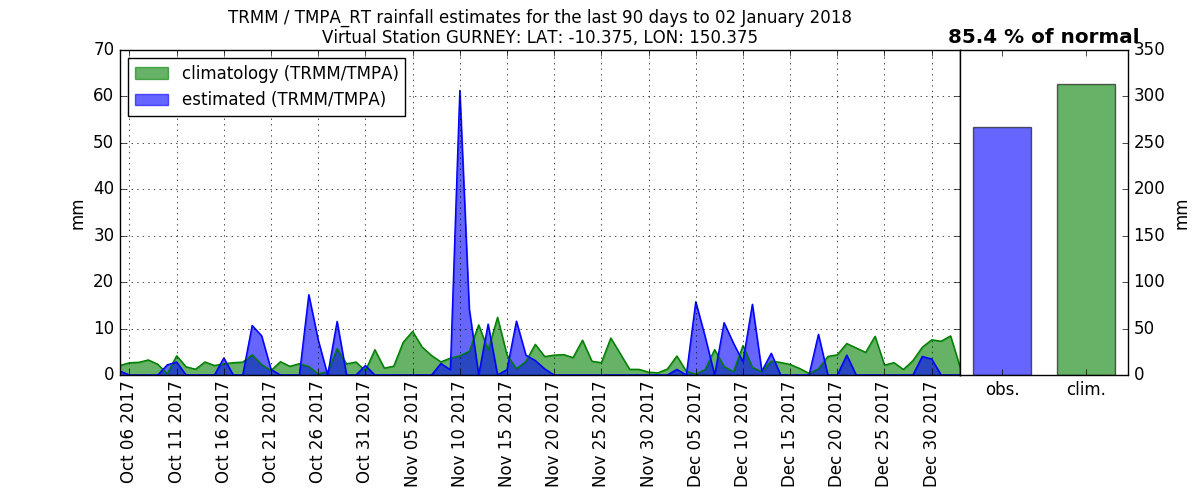 TRMM / TMPA_RT rainfall estimates for the last 90 days to 02 January 2018
Virtual Station GURNEY: LAT: -10.375, LON: 150.375
85.4 % of normal
climatology (TRMM/TMPA)
estimated (TRMM/TMPA)
mm
70
60
50
40
30
20
10
0
Oct 06 2017
Oct 11 2017
Oct 16 2017
Oct 21 2017
Oct 26 2017
Oct 31 2017
Nov 05 2017
Nov 10 2017
Nov 15 2017
Nov 20 2017
Nov 25 2017
Nov 30 2017
Dec 05 2017
Dec 10 2017
Dec 15 2017
Dec 20 2017
Dec 25 2017
Dec 30 2017
obs.
clim.
350
300
250
200
150
100
50
0
mm